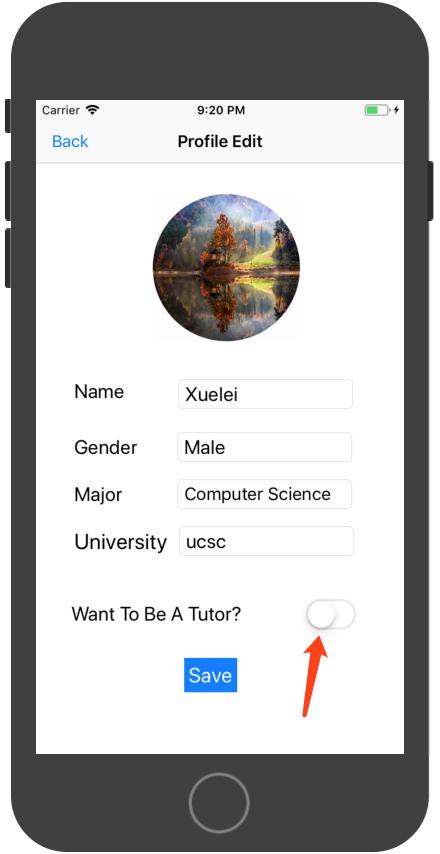 Carrier 9:20 PM
Back Profile Edit
Name Xuelei
Gender Male
Major Computer Science
University ucsc
Want To Be A Tutor?
Save